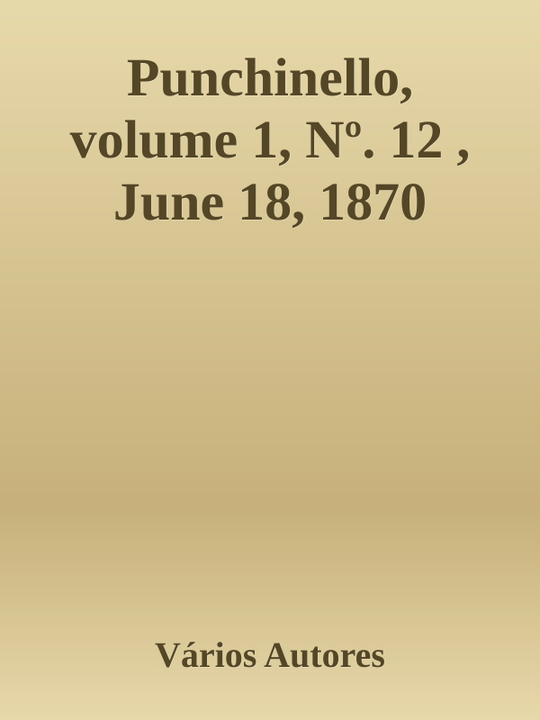 Punchinello,
volume 1, Nº. 12 ,
June 18, 1870
Vários Autores